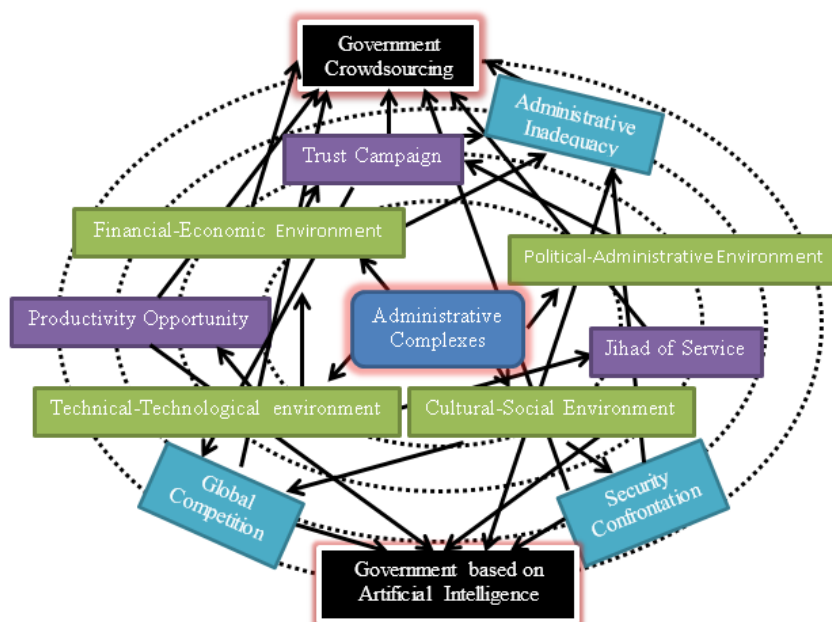 Government
Crowdsourcing
Administrative
Inadequacy
Trust Campaign
Financial-Economic Environment
Political-Administrative Environment
Productivity Opportunity
Administrative
Complexes
Jihad of Service
Technical-Technological environment
Cultural-Social Environment
Global
Competition
Security
Confrontation
Government based on
Artificial Intelligence